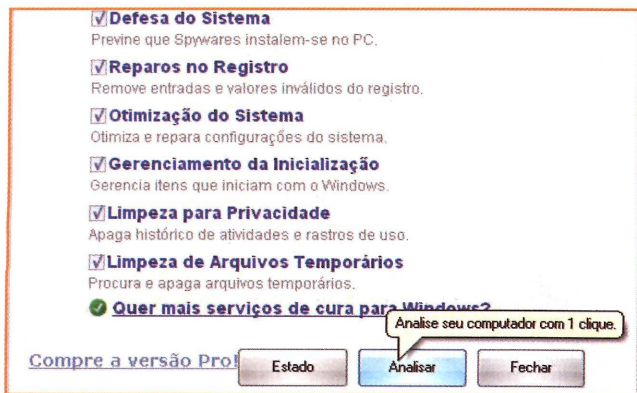 Defesa do Sistema
Previne que Spywares instalem-se no PC.
Reparos no Registro
Remove entradas e valores inválidos do registro.
Otimização do Sistema
Otimiza e repara configurações do sistema.
Gerenciamento da Inicialização
Gerencia itens que iniciam com o Windows.
Limpeza para Privacidade
Apaga histórico de atividades e rastros de uso.
Limpeza de Arquivos Temporários
Procura e apaga arquivos temporários.
Quer mais serviços de cura para Windows?
Analise seu computador com 1 clique.
Compre a versão Pro! Estado Analisar Fechar